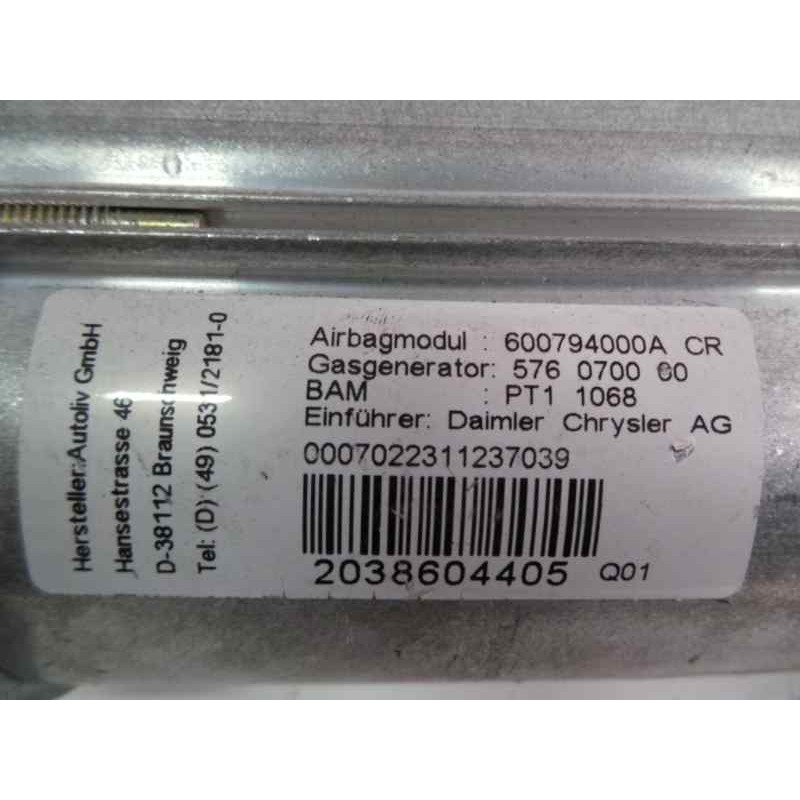 Hersteller: Autoliv GmbH
Hansestrasse 46
D-38112 Braunschweig
Tel: (D) (49) 0531/2181-0
Airbagmodul : 600794000A CR
Gasgenerator: 576 0700 00
BAM : PT1 1068
Einführer: Daimler Chrysler AG
0007022311237039
2038604405 Q01